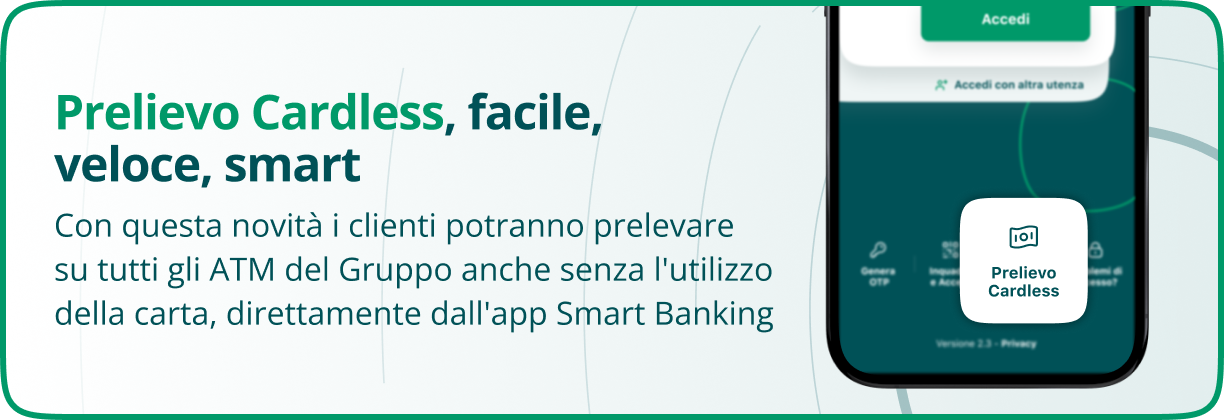 Prelievo Cardless, facile,
veloce, smart
Con questa novità i clienti potranno prelevare
su tutti gli ATM del Gruppo anche senza l'utilizzo
della carta, direttamente dall'app Smart Banking
Accedi
Accedi con altra utenza
Genera
OTP
Prelievo
Cardless
Versione 2.3 - Privacy